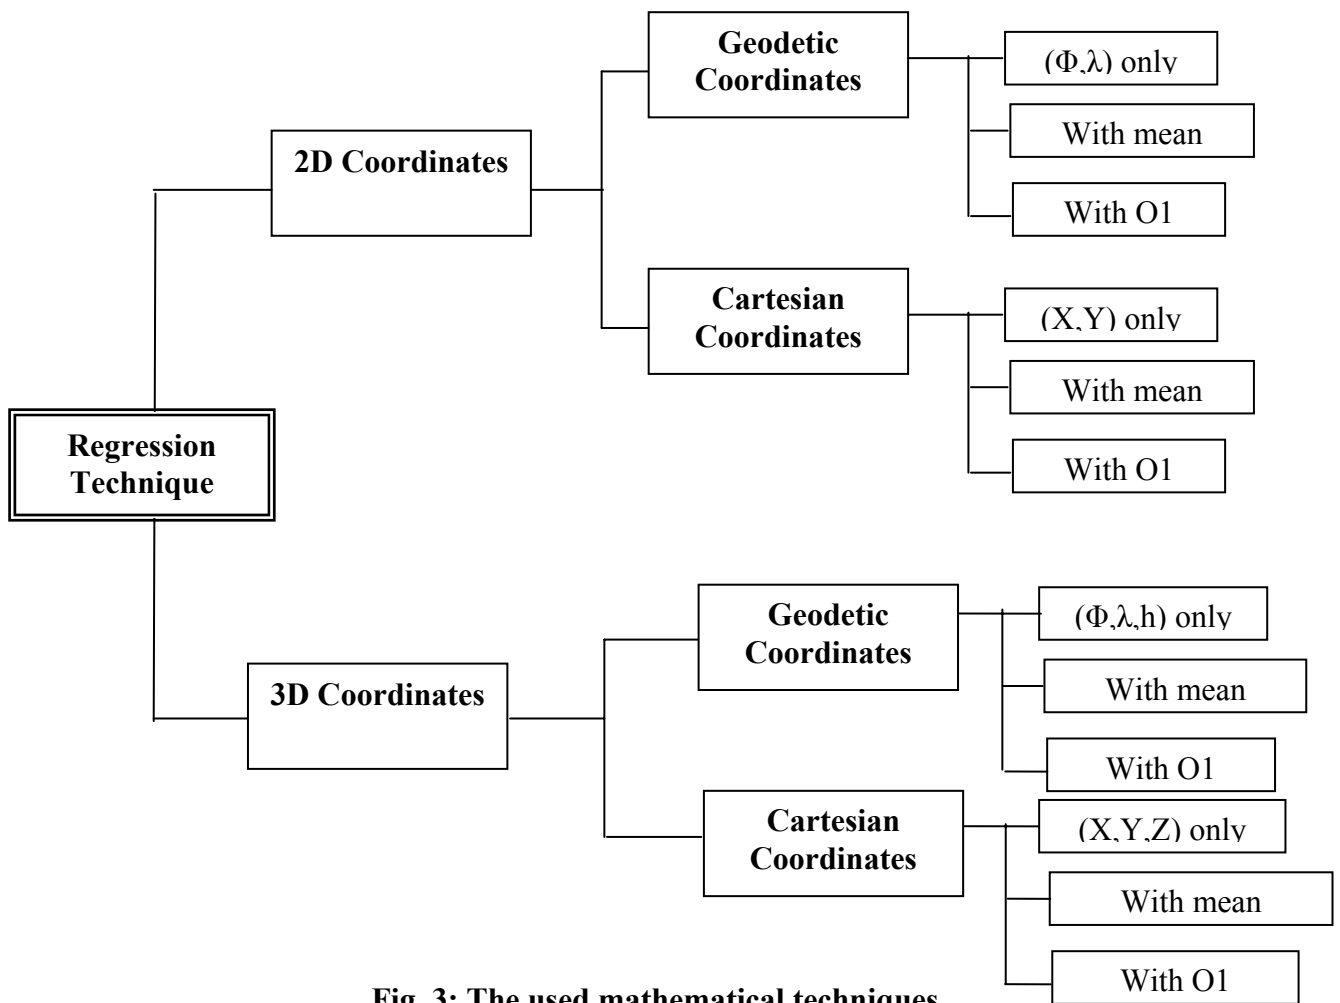 Geodetic
Coordinates
(Φ,λ) only
With mean
With O1
2D Coordinates
Cartesian
Coordinates
(X,Y) only
With mean
With O1
Regression
Technique
Geodetic
Coordinates
(Φ,λ,h) only
With mean
With O1
3D Coordinates
Cartesian
Coordinates
(X,Y,Z) only
With mean
With O1
Fig. 3: The used mathematical techniques